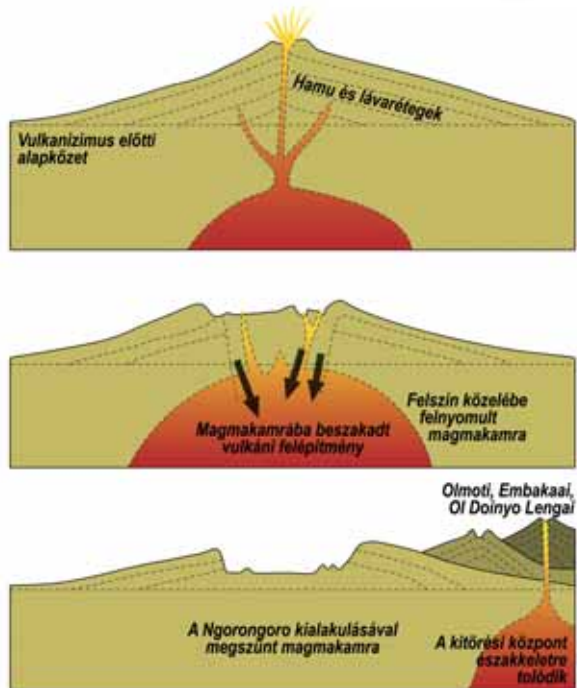 Hamu és lávarétegek
Vulkanizimus előtti
alapkőzet
Felszín közelébe
felnyomult
magmakamra
Magmakamrába beszakadt
vulkáni felépítmény
Olmoti, Embakaai,
Ol Doinyo Lengai
A Ngorongoro kialakulásával
megszűnt magmakamra
A kitörési központ
északkeletre
tolódik